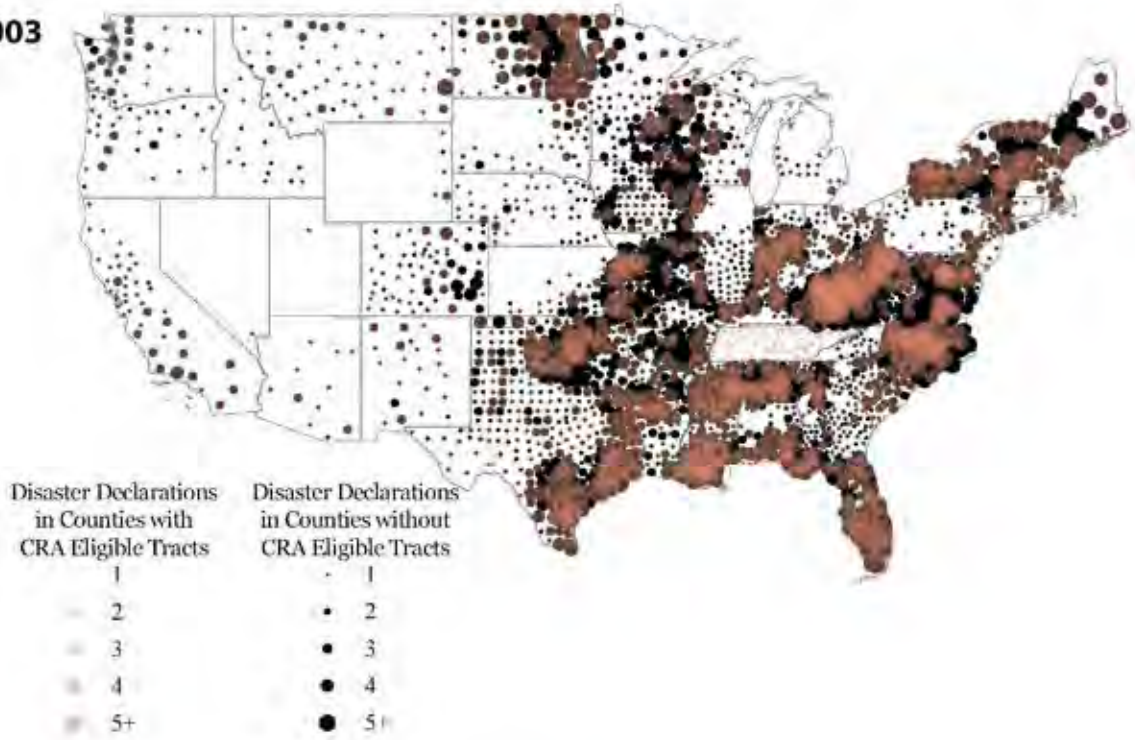 003
Disaster Declarations
in Counties with
CRA Eligible Tracts
1
2
3
4
5+
Disaster Declarations
in Counties without
CRA Eligible Tracts
1
2
3
4
5+